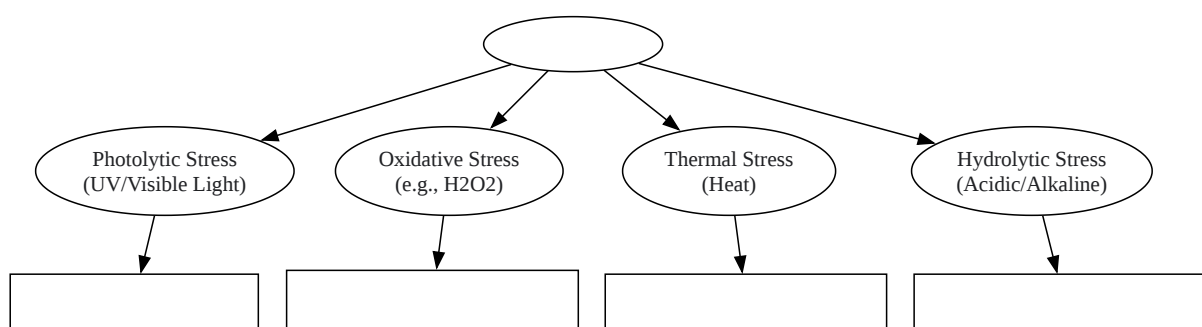 Photolytic Stress
(UV/Visible Light)
Oxidative Stress
(e.g., H2O2)
Thermal Stress
(Heat)
Hydrolytic Stress
(Acidic/Alkaline)